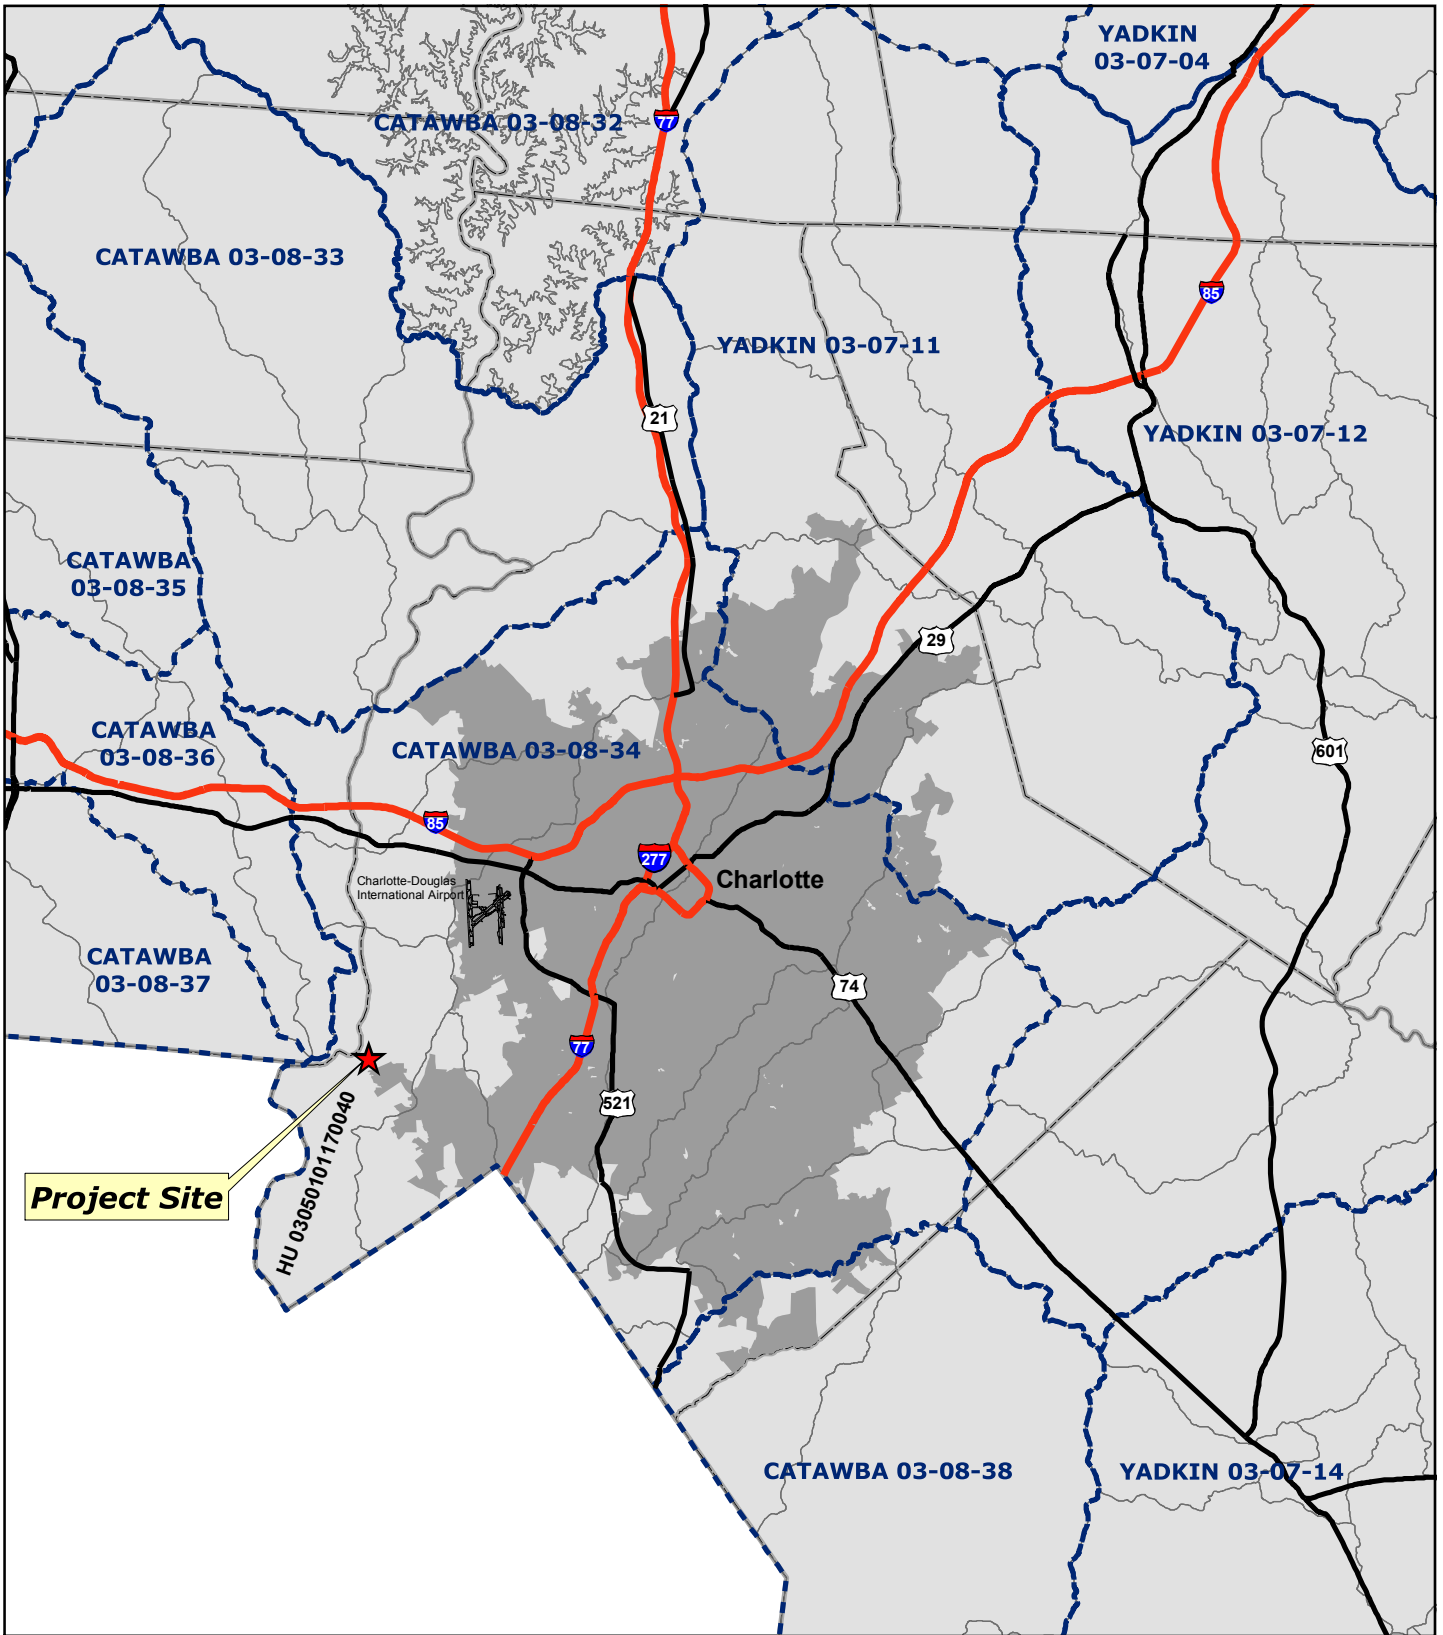 YADKIN
03-07-04
CATAWBA 03-08-32
77
CATAWBA 03-08-33
85
YADKIN 03-07-11
21
YADKIN 03-07-12
CATAWBA
03-08-35
29
CATAWBA
03-08-36
CATAWBA 03-08-34
601
85
277
Charlotte
Charlotte-Douglas
International Airport
CATAWBA
03-08-37
74
77
521
HU 03050101170040
Project Site
CATAWBA 03-08-38
YADKIN 03-07-14